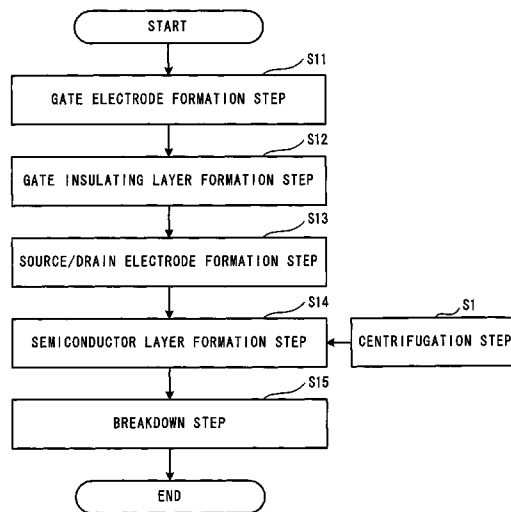 START
S11
GATE ELECTRODE FORMATION STEP
S12
GATE INSULATING LAYER FORMATION STEP
S13
SOURCE/DRAIN ELECTRODE FORMATION STEP
S14
SEMICONDUCTOR LAYER FORMATION STEP
S1
CENTRIFUGATION STEP
S15
BREAKDOWN STEP
END